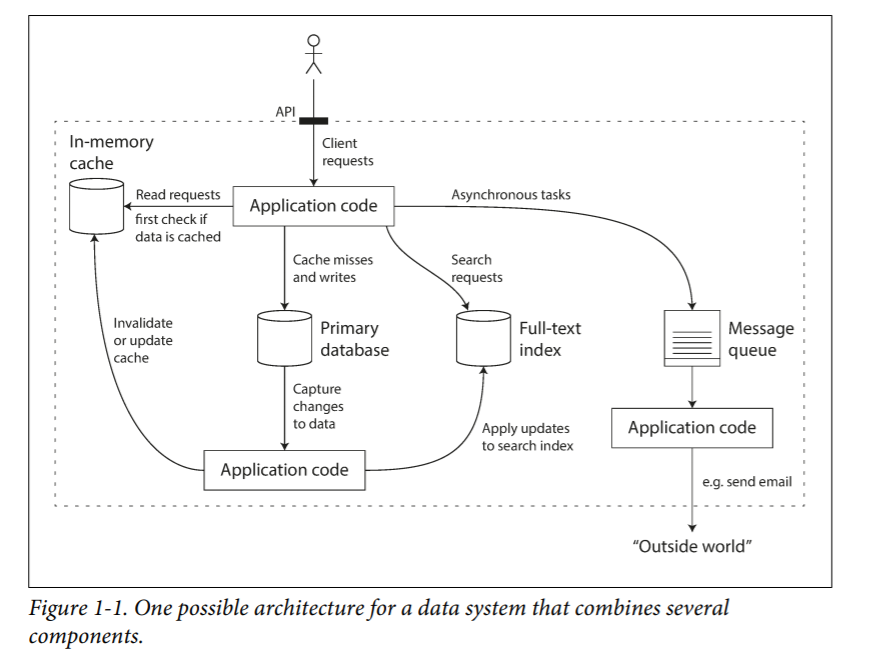 API
Client
requests
In-memory
cache
Read requests
first check if
data is cached
Application code
Asynchronous tasks
Cache misses
and writes
Search
requests
Invalidate
or update
cache
Primary
database
Full-text
index
Message
queue
Capture
changes
to data
Apply updates
to search index
Application code
Application code
e.g. send email
“Outside world”
Figure 1-1. One possible architecture for a data system that combines several
components.